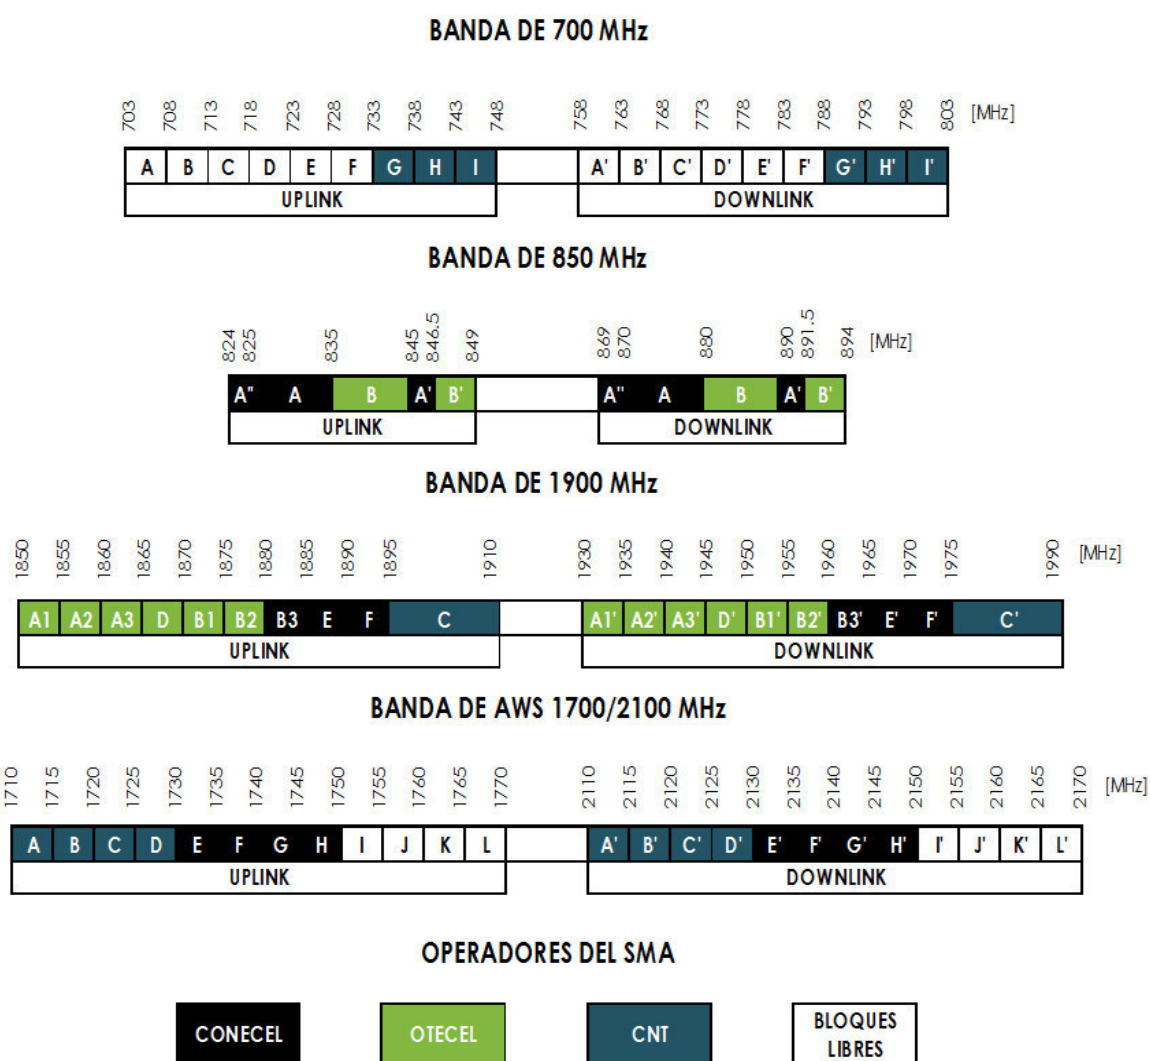 BANDA DE 700 MHz
703 708 713 718 723 728 733 738 743 748 758 763 768 773 778 783 788 793 798 803 [MHz]
A B C D E F G H I A' B' C' D' E' F' G' H' I'
UPLINK DOWNLINK
BANDA DE 850 MHz
824 825 835 845 846.5 849 869 870 880 890 891.5 894 [MHz]
A" A B A' B' A" A B A' B'
UPLINK DOWNLINK
BANDA DE 1900 MHz
1850 1855 1860 1865 1870 1875 1880 1885 1890 1895 1910 1930 1935 1940 1945 1950 1955 1960 1965 1970 1975 1990 [MHz]
A1 A2 A3 D B1 B2 B3 E F C A1' A2' A3' D' B1' B2' B3' E' F' C'
UPLINK DOWNLINK
BANDA DE AWS 1700/2100 MHz
1710 1715 1720 1725 1730 1735 1740 1745 1750 1755 1760 1765 1770 2110 2115 2120 2125 2130 2135 2140 2145 2150 2155 2160 2165 2170 [MHz]
A B C D E F G H I J K L A' B' C' D' E' F' G' H' I' J' K' L'
UPLINK DOWNLINK
OPERADORES DEL SMA
CONECEL OTECEL CNT BLOQUES
LIBRES